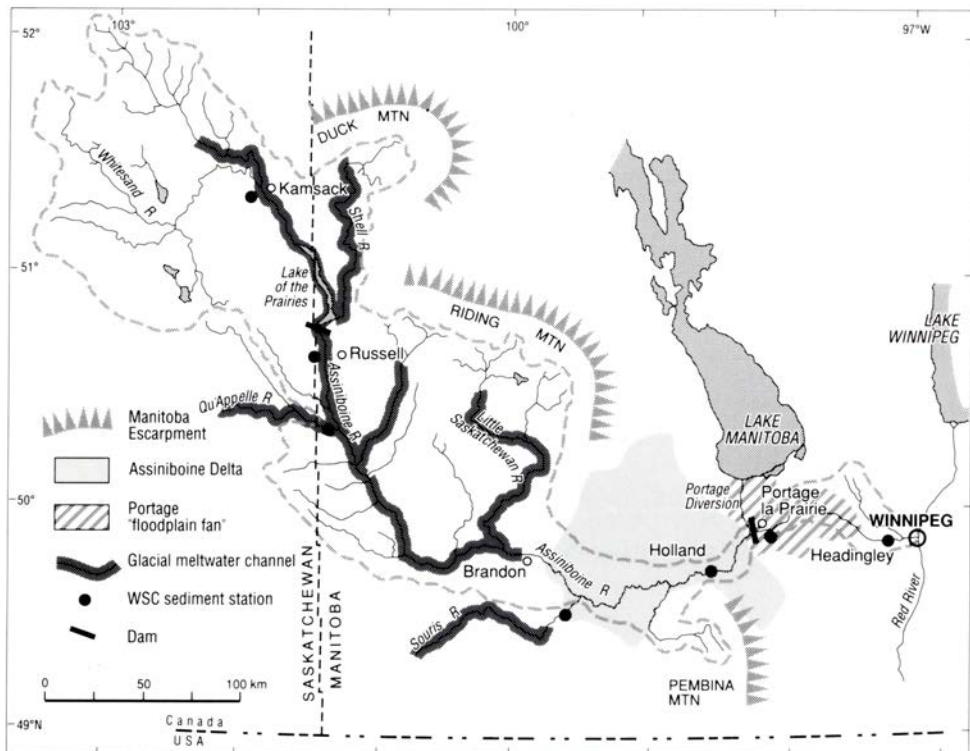 103°
100°
97°W
52°
51°
50°
49°N
DUCK
MTN
Whitesand R
Kamsack
Shell R
Lake
of the
Prairies
RIDING
MTN
Russell
Assiniboine R
Qu'Appelle R
Little
Saskatchewan R
LAKE
WINNIPEG
LAKE
MANITOBA
Portage
Diversion
Portage
la Prairie
WINNIPEG
Headingley
Holland
Brandon
Assiniboine R
Souris R
Red River
PEMBINA
MTN
SASKATCHEWAN
MANITOBA
Manitoba
Escarpment
Assiniboine Delta
Portage
"floodplain fan"
Glacial meltwater channel
WSC sediment station
Dam
0 50 100 km
Canada
USA